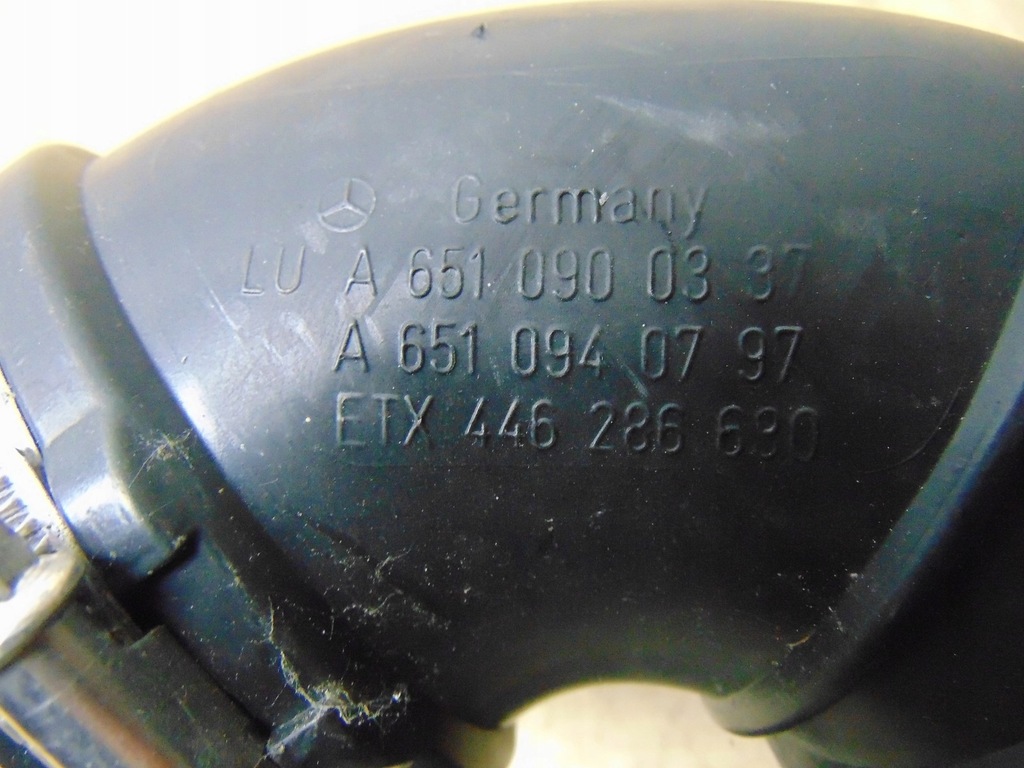 Germany
LU A 651 090 03 37
A 651 094 07 97
ETX 446 286 630